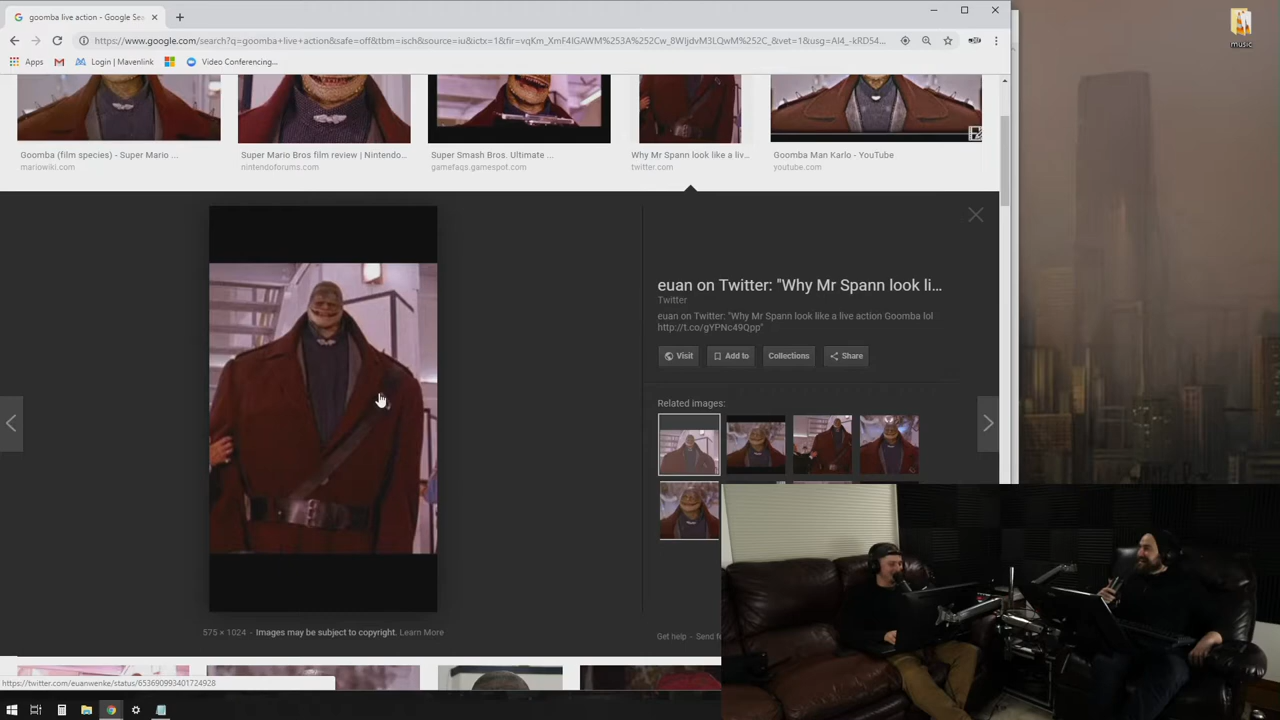 goomba live action - Google Sea
music
https://www.google.com/search?q=goomba+live+action&safe=off&tbm=isch&source=iu&ictx=1&fir=vqKm_XmF4IGAWM%253A%252Cw_8WIjdvM3LQwM%252C_&vet=1&usg=AI4_-kRD54...
Apps
Login | Mavenlink
Video Conferencing...
Goomba (film species) - Super Mario ...
mariowiki.com
Super Mario Bros film review | Nintendo...
nintendoforums.com
Super Smash Bros. Ultimate ...
gamefaqs.gamespot.com
Why Mr Spann look like a liv...
twitter.com
Goomba Man Karlo - YouTube
youtube.com
euan on Twitter: "Why Mr Spann look li...
Twitter
euan on Twitter: "Why Mr Spann look like a live action Goomba lol
http://t.co/gYPNc49Qpp"
Visit
Add to
Collections
Share
Related images:
575 × 1024 - Images may be subject to copyright. Learn More
Get help - Send fe
https://twitter.com/euanwenke/status/653690993401724928